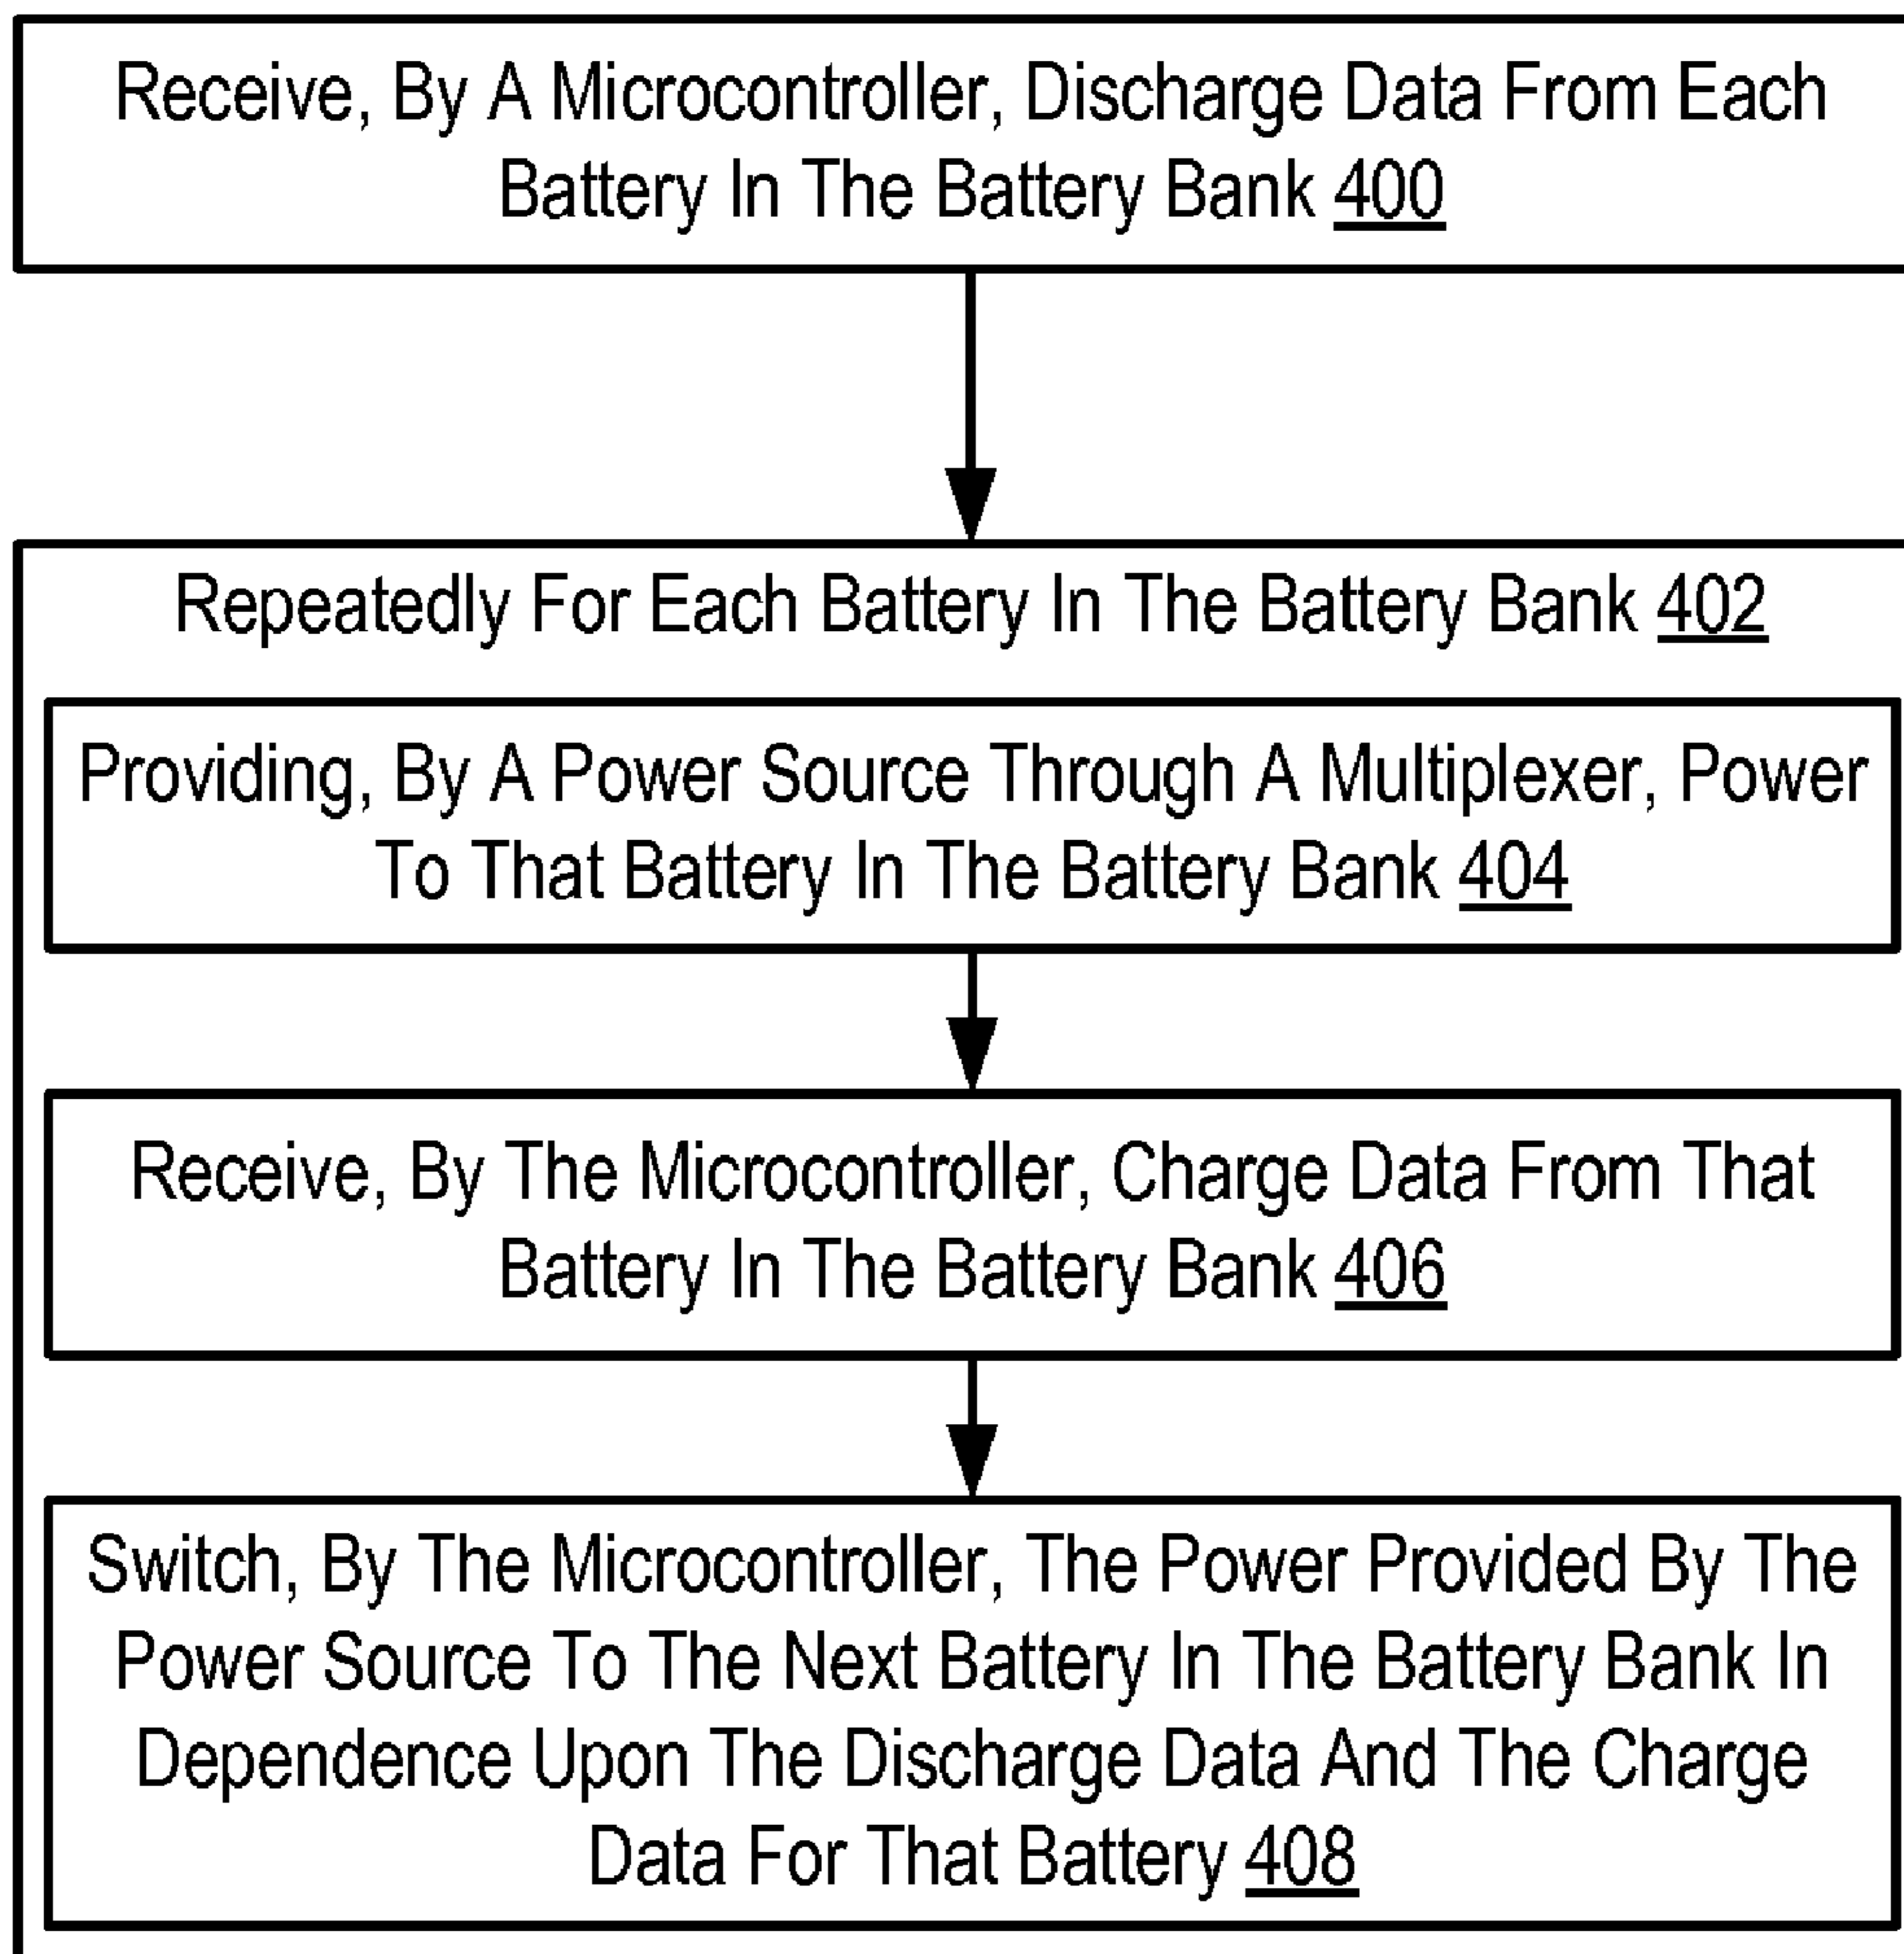 Receive, By A Microcontroller, Discharge Data From Each
Battery In The Battery Bank 400
Repeatedly For Each Battery In The Battery Bank 402
Providing, By A Power Source Through A Multiplexer, Power
To That Battery In The Battery Bank 404
Receive, By The Microcontroller, Charge Data From That
Battery In The Battery Bank 406
Switch, By The Microcontroller, The Power Provided By The
Power Source To The Next Battery In The Battery Bank In
Dependence Upon The Discharge Data And The Charge
Data For That Battery 408